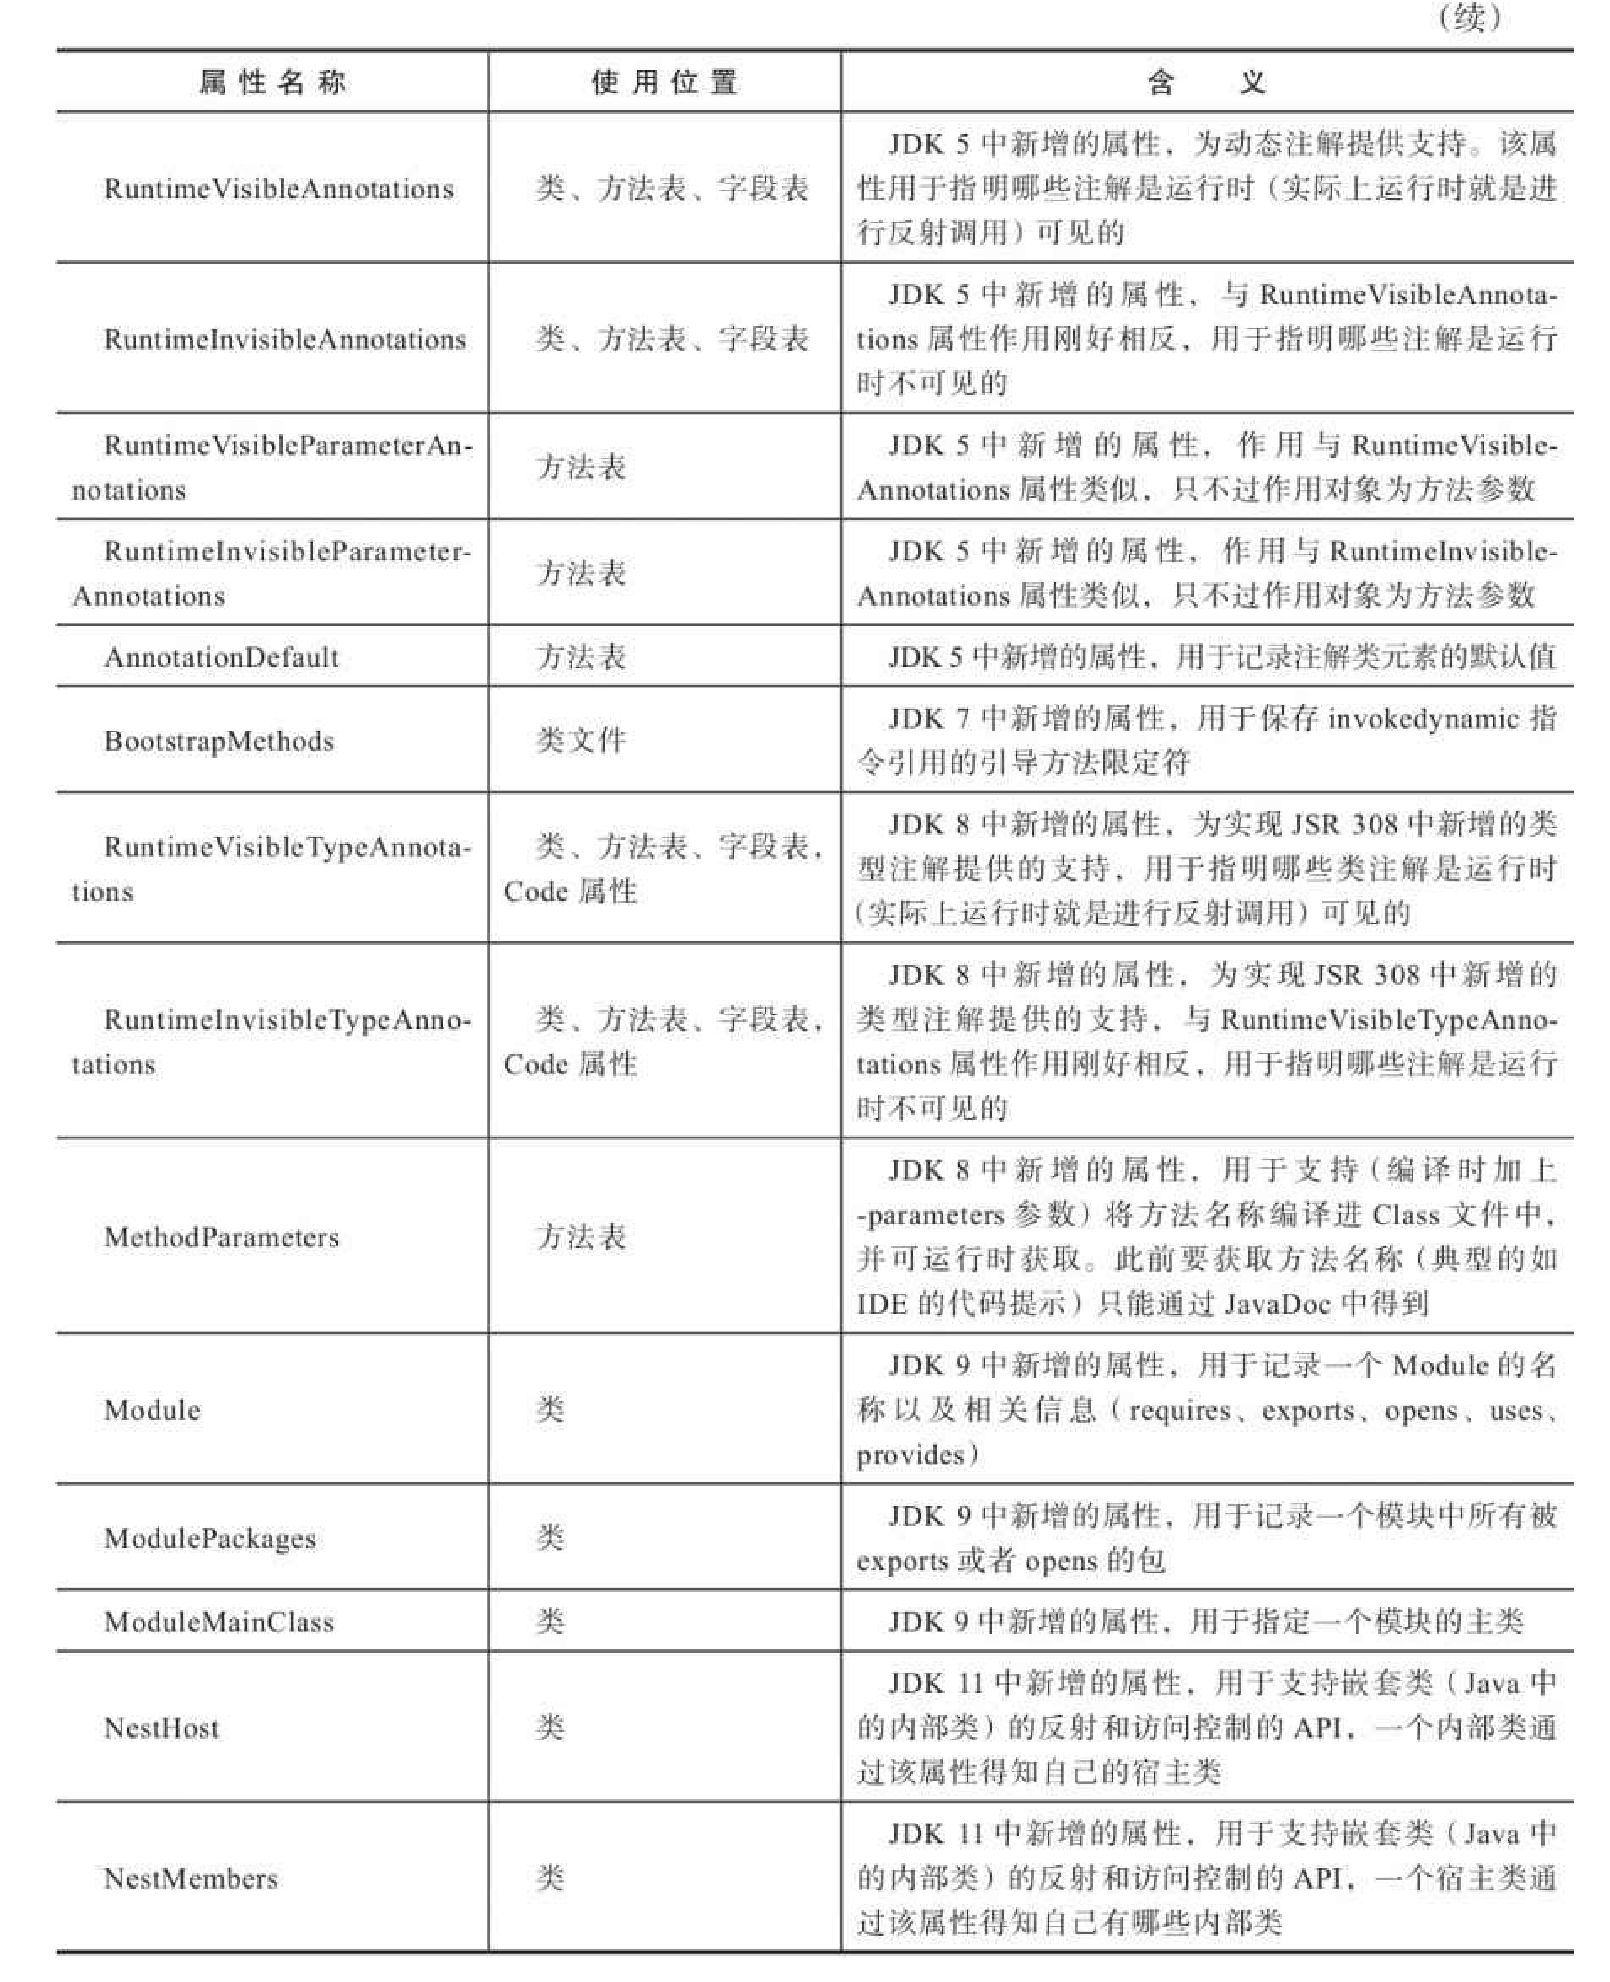 （续）
属性名称 使用位置 含 义
RuntimeVisibleAnnotations 类、方法表、字段表 JDK 5 中新增的属性，为动态注解提供支持。该属
性用于指明哪些注解是运行时（实际上运行时就是进
行反射调用）可见的
RuntimeInvisibleAnnotations 类、方法表、字段表 JDK 5 中新增的属性，与 RuntimeVisibleAnnota-
tions 属性作用刚好相反，用于指明哪些注解是运行
时不可见的
RuntimeVisibleParameterAn-
notations
方法表
JDK 5 中新增的属性，作用与 RuntimeVisible-
Annotations 属性类似，只不过作用对象为方法参数
RuntimeInvisibleParameter-
Annotations
方法表
JDK 5 中新增的属性，作用与 RuntimeInvisible-
Annotations 属性类似，只不过作用对象为方法参数
AnnotationDefault 方法表 JDK 5 中新增的属性，用于记录注解类元素的默认值
BootstrapMethods 类文件 JDK 7 中新增的属性，用于保存 invokedynamic 指
令引用的引导方法限定符
RuntimeVisibleTypeAnnota-
tions
类、方法表、字段表，
Code 属性
JDK 8 中新增的属性，为实现 JSR 308 中新增的类
型注解提供的支持，用于指明哪些类注解是运行时
（实际上运行时就是进行反射调用）可见的
RuntimeInvisibleTypeAnno-
tations
类、方法表、字段表，
Code 属性
JDK 8 中新增的属性，为实现 JSR 308 中新增的
类型注解提供的支持，与 RuntimeVisibleTypeAnno-
tations 属性作用刚好相反，用于指明哪些注解是运行
时不可见的
MethodParameters 方法表 JDK 8 中新增的属性，用于支持（编译时加上
-parameters 参数）将方法名称编译进 Class 文件中，
并可运行时获取。此前要获取方法名称（典型的如
IDE 的代码提示）只能通过 JavaDoc 中得到
Module 类 JDK 9 中新增的属性，用于记录一个 Module 的名
称以及相关信息（requires、exports、opens、uses、
provides）
ModulePackages 类 JDK 9 中新增的属性，用于记录一个模块中所有被
exports 或者 opens 的包
ModuleMainClass 类 JDK 9 中新增的属性，用于指定一个模块的主类
NestHost 类 JDK 11 中新增的属性，用于支持嵌套类（Java 中
的内部类）的反射和访问控制的 API，一个内部类通
过该属性得知自己的宿主类
NestMembers 类 JDK 11 中新增的属性，用于支持嵌套类（Java 中
的内部类）的反射和访问控制的 API，一个宿主类通
过该属性得知自己有哪些内部类